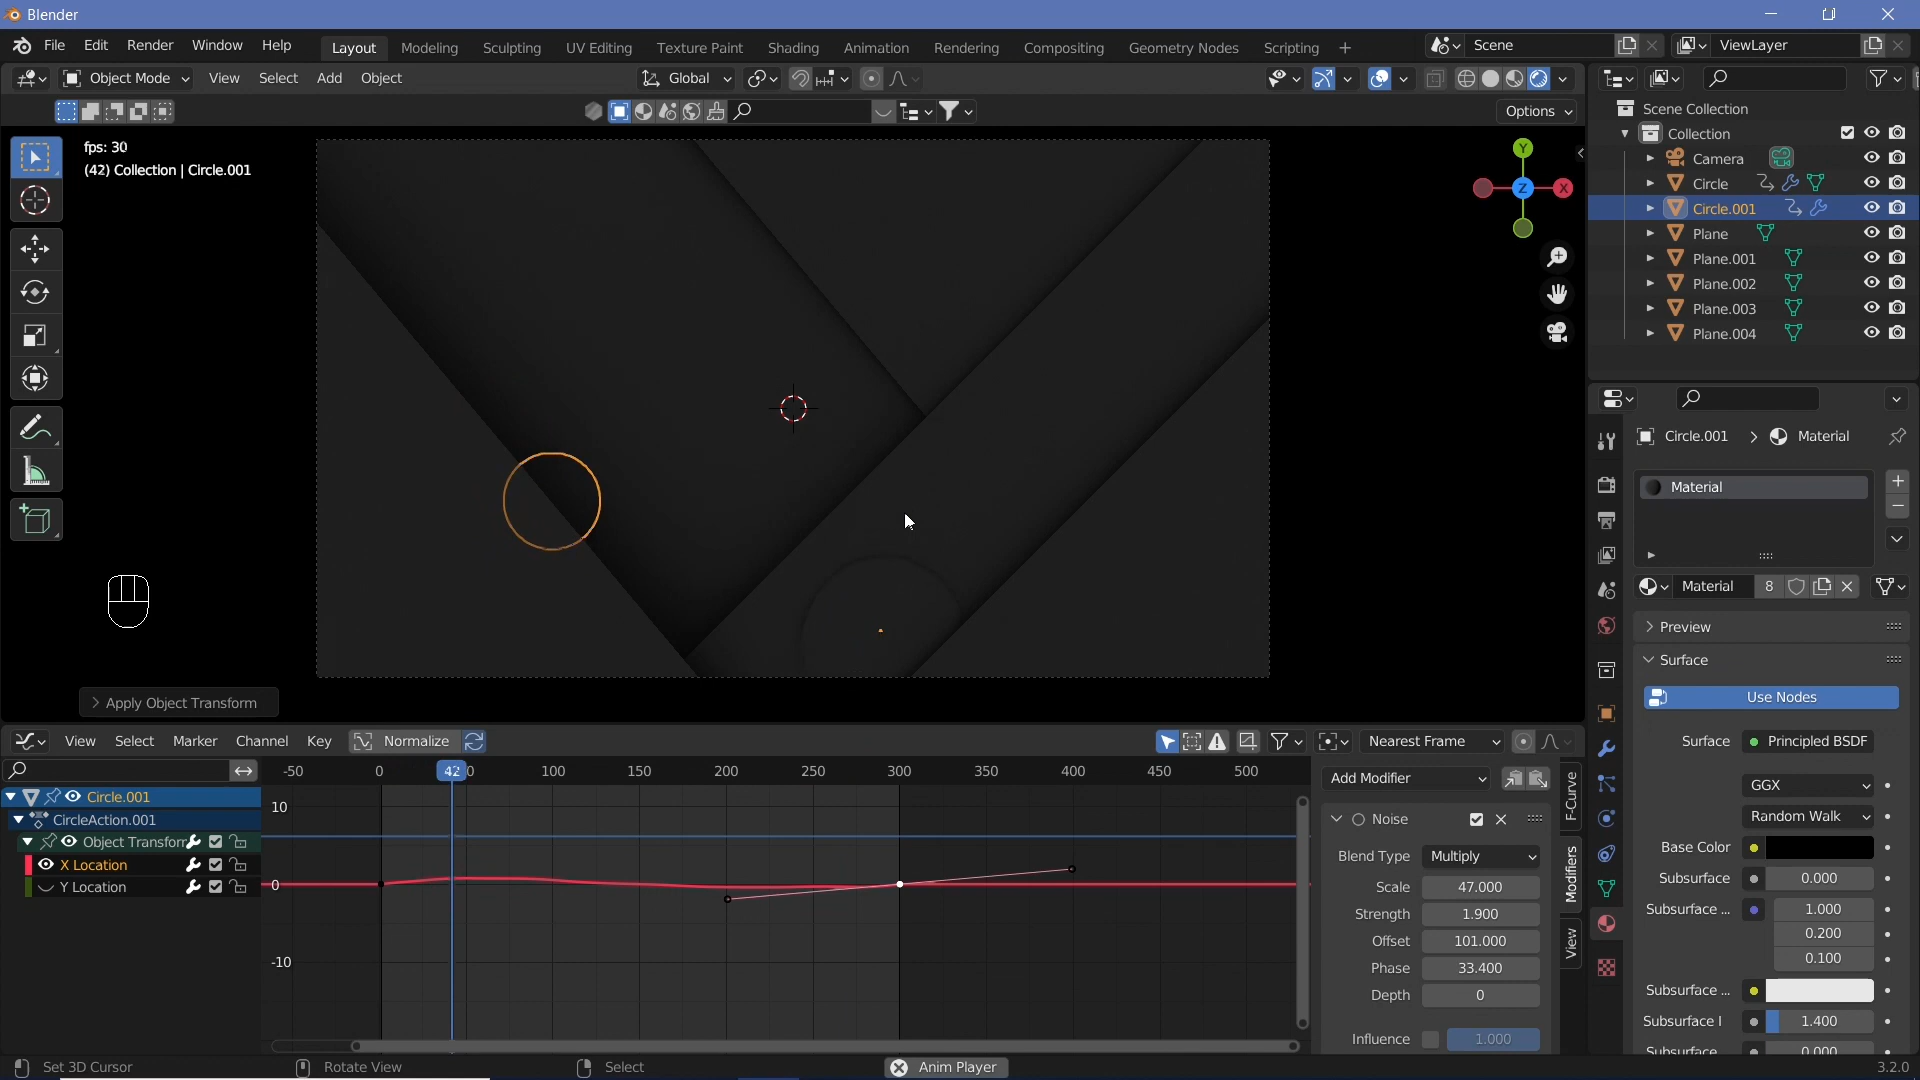 Blender
File Edit Render Window Help
Layout Modeling Sculpting UV Editing Texture Paint Shading Animation Rendering Compositing Geometry Nodes Scripting +
Scene ViewLayer
Object Mode View Select Add Object Global
Options
fps: 30
(42) Collection | Circle.001
Y
Z X
Apply Object Transform
Scene Collection
Collection
Camera
Circle
Circle.001
Plane
Plane.001
Plane.002
Plane.003
Plane.004
Circle.001 > Material
Material
Material 8
Preview
Surface
Use Nodes
Surface Principled BSDF
GGX
Random Walk
Base Color
Subsurface 0.000
Subsurface ... 1.000
0.200
0.100
Subsurface ...
Subsurface I 1.400
Subsurface 0.000
View Select Marker Channel Key Normalize Nearest Frame
-50 0 42 100 150 200 250 300 350 400 450 500
10
0
-10
Circle.001
CircleAction.001
Object Transform
X Location
Y Location
Add Modifier
Noise
Blend Type Multiply
Scale 47.000
Strength 1.900
Offset 101.000
Phase 33.400
Depth 0
Influence 1.000
F-Curve
Modifiers
View
Set 3D Cursor Rotate View Select Anim Player 3.2.0